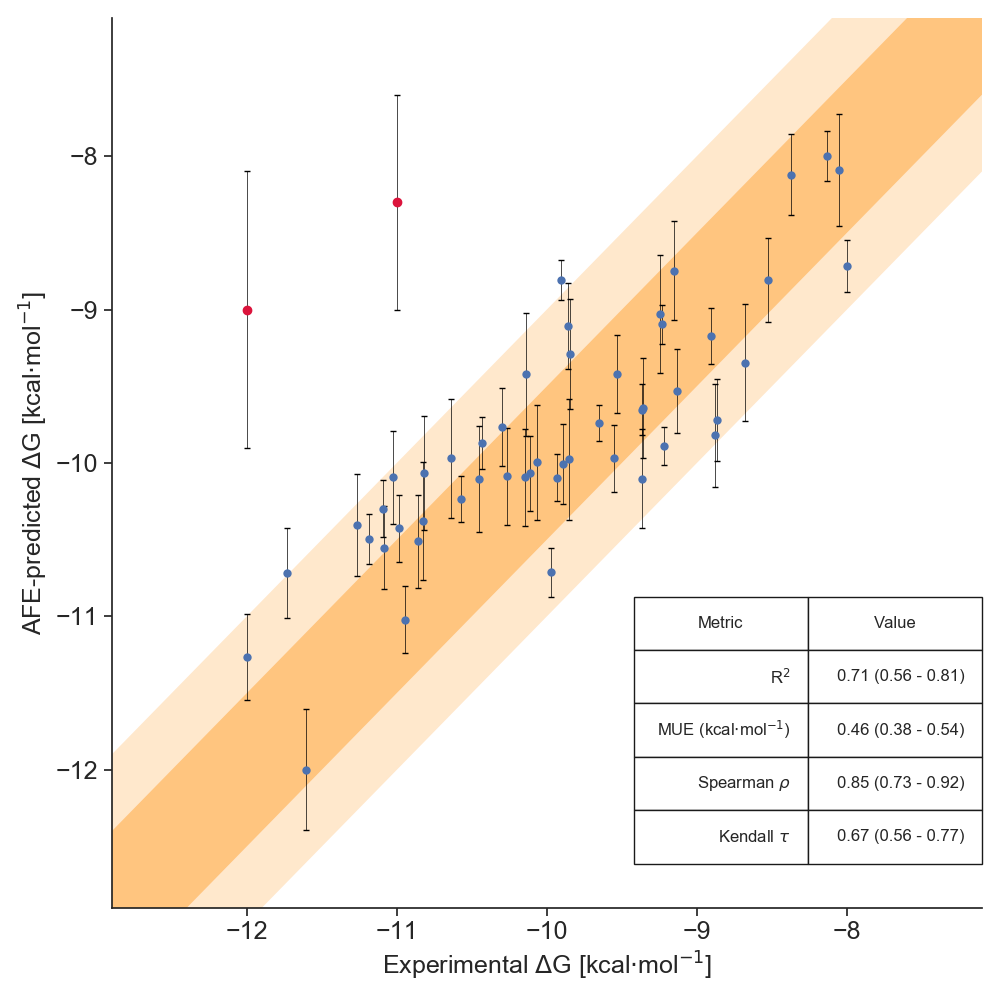 −8
−9
−10
−11
−12
AFE-predicted ΔG [kcal·mol⁻¹]
Metric Value
R² 0.71 (0.56 - 0.81)
MUE (kcal·mol⁻¹) 0.46 (0.38 - 0.54)
Spearman ρ 0.85 (0.73 - 0.92)
Kendall τ 0.67 (0.56 - 0.77)
−12 −11 −10 −9 −8
Experimental ΔG [kcal·mol⁻¹]